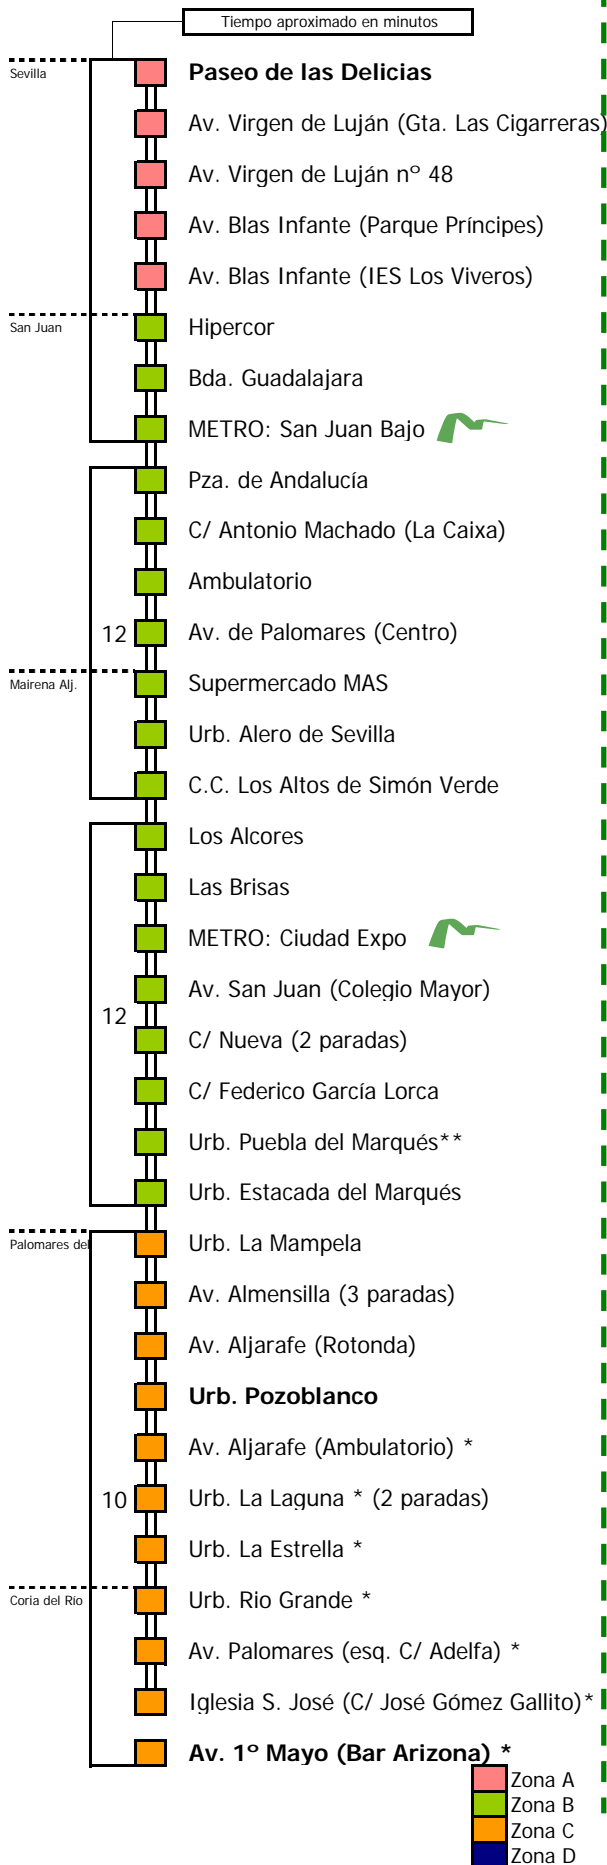 Tiempo aproximado en minutos
Sevilla
Paseo de las Delicias
Av. Virgen de Luján (Gta. Las Cigarreras)
Av. Virgen de Luján nº 48
Av. Blas Infante (Parque Príncipes)
Av. Blas Infante (IES Los Viveros)
San Juan
Hipercor
Bda. Guadalajara
METRO: San Juan Bajo
Pza. de Andalucía
C/ Antonio Machado (La Caixa)
Ambulatorio
12
Av. de Palomares (Centro)
Mairena Alj.
Supermercado MAS
Urb. Alero de Sevilla
C.C. Los Altos de Simón Verde
Los Alcores
Las Brisas
METRO: Ciudad Expo
Av. San Juan (Colegio Mayor)
12
C/ Nueva (2 paradas)
C/ Federico García Lorca
Urb. Puebla del Marqués**
Urb. Estacada del Marqués
Palomares del
Urb. La Mampela
Av. Almensilla (3 paradas)
Av. Aljarafe (Rotonda)
Urb. Pozoblanco
Av. Aljarafe (Ambulatorio) *
10
Urb. La Laguna * (2 paradas)
Urb. La Estrella *
Coria del Río
Urb. Rio Grande *
Av. Palomares (esq. C/ Adelfa) *
Iglesia S. José (C/ José Gómez Gallito)*
Av. 1º Mayo (Bar Arizona) *
Zona A
Zona B
Zona C
Zona D